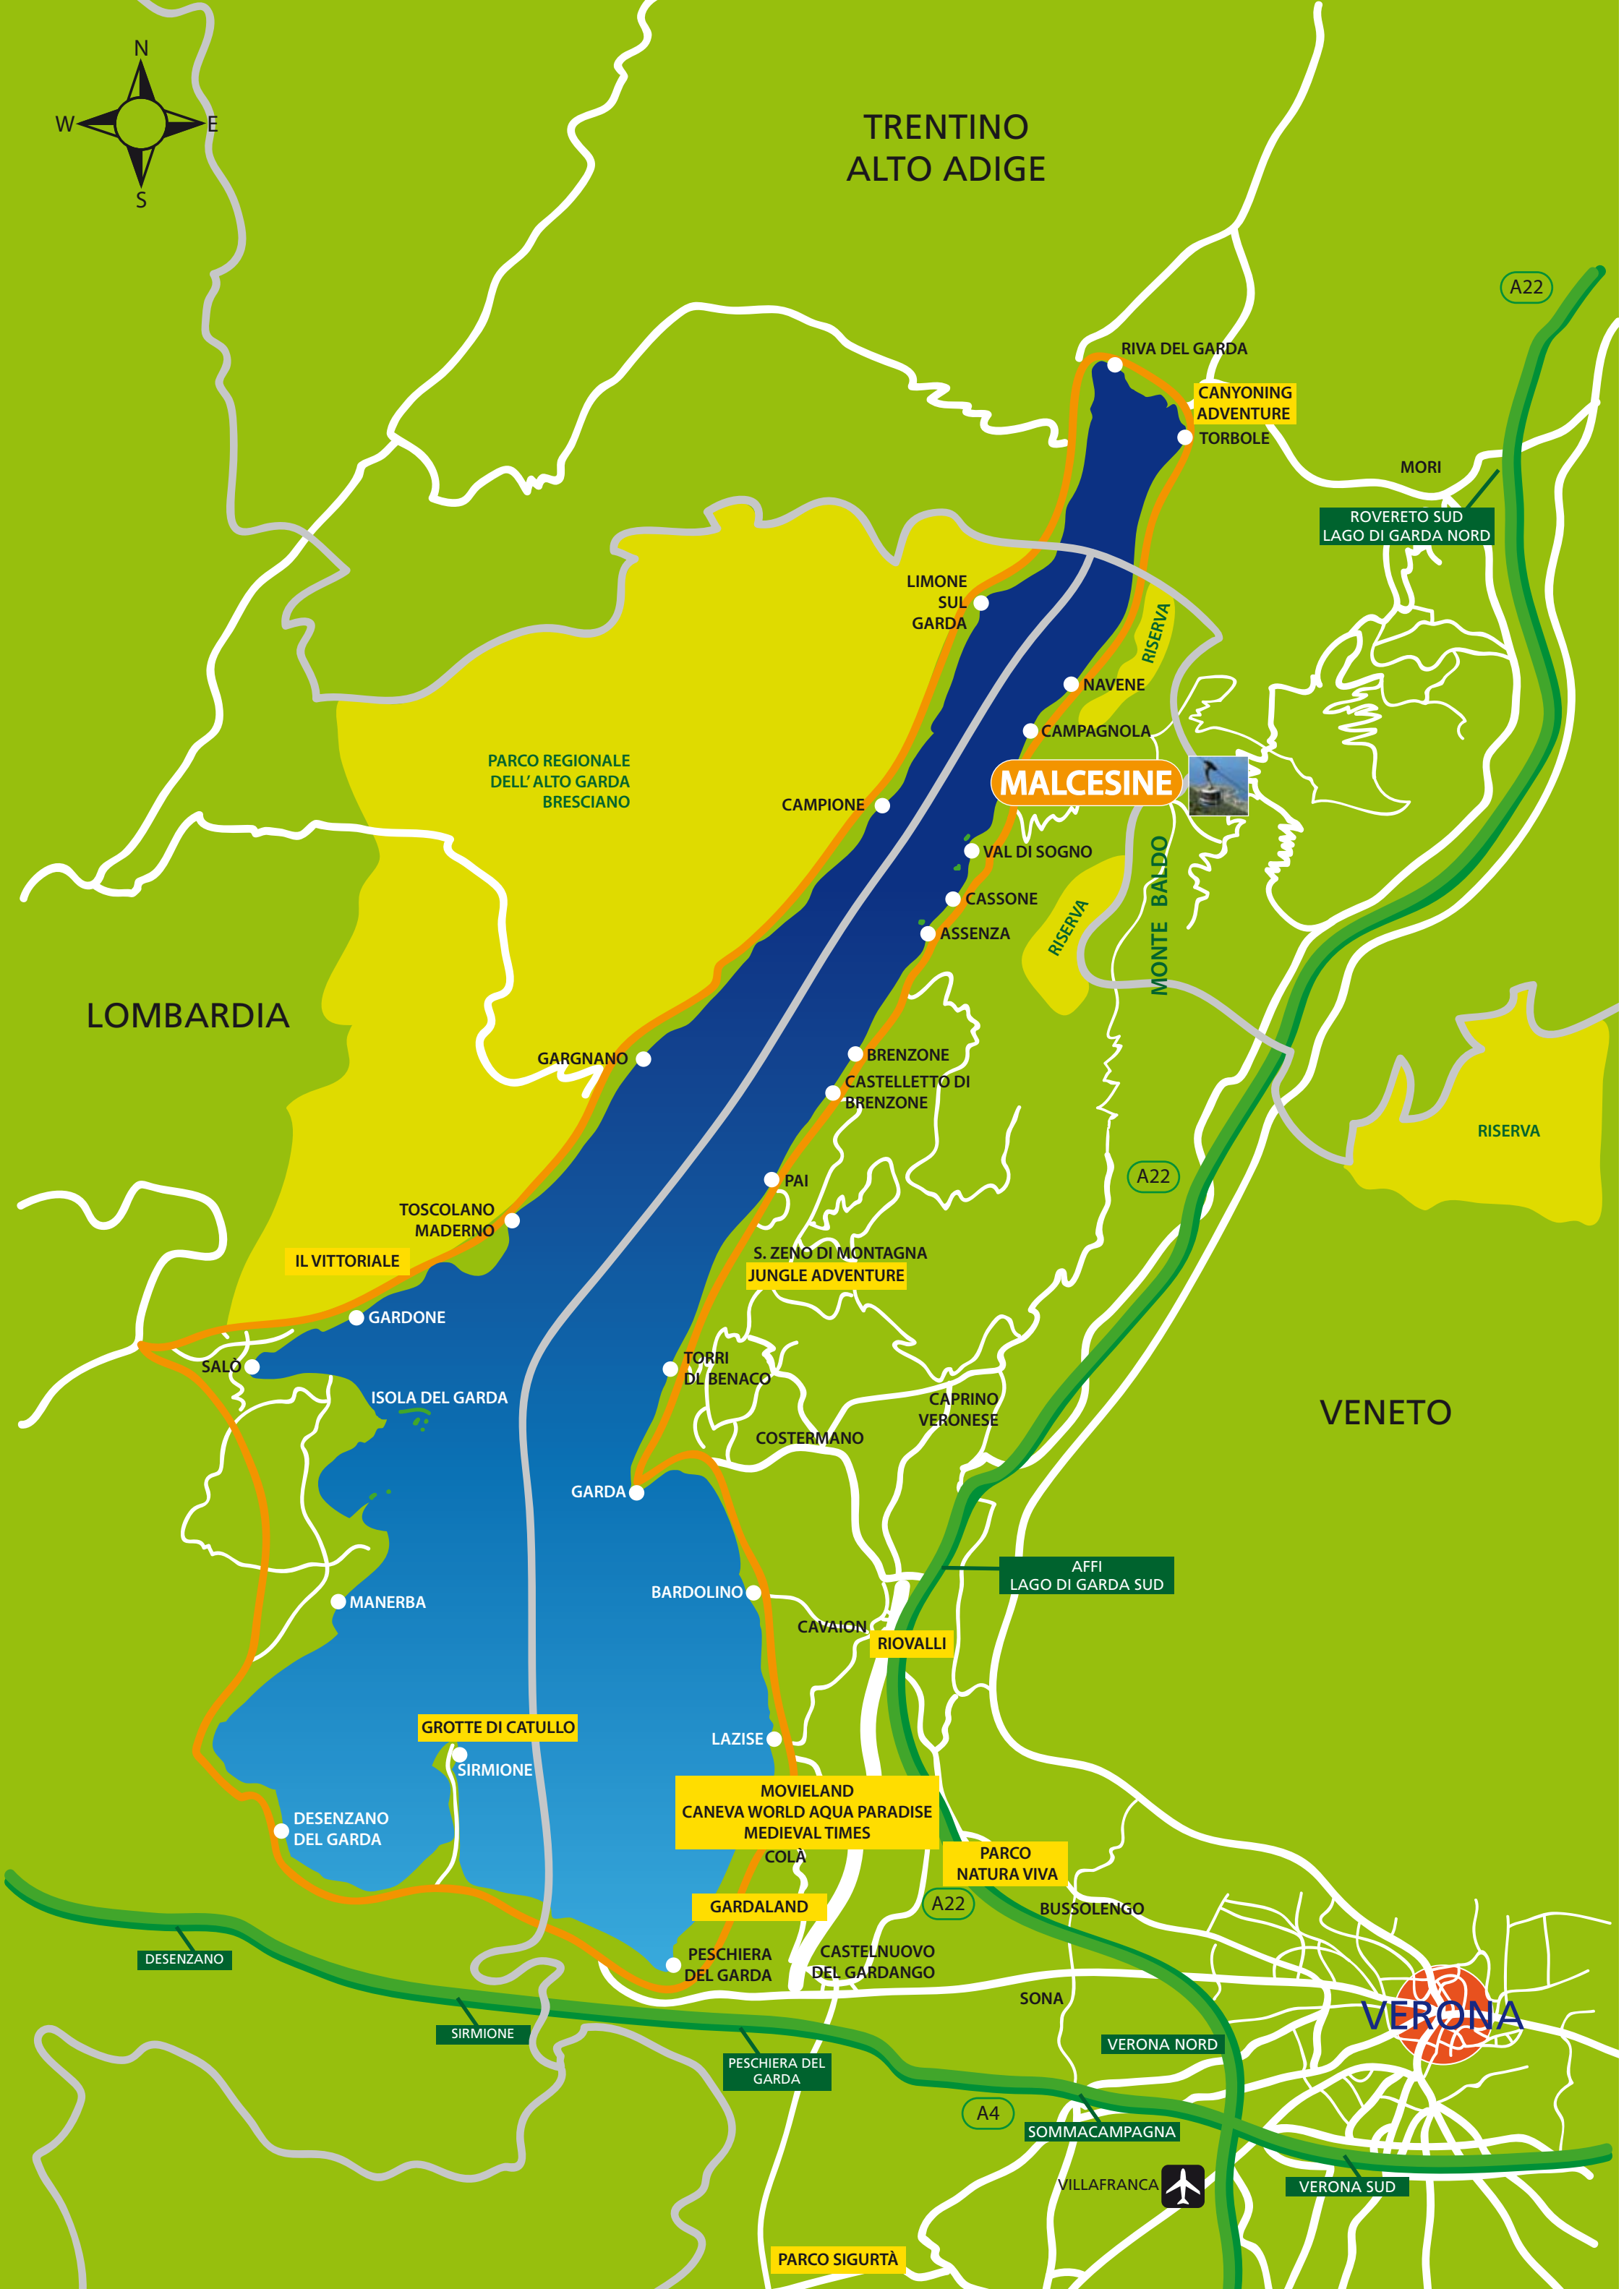 N
W
E
S
TRENTINO
ALTO ADIGE
A22
RIVA DEL GARDA
CANYONING
ADVENTURE
TORBOLE
MORI
ROVERETO SUD
LAGO DI GARDA NORD
LIMONE
SUL
GARDA
RISERVA
NAVENE
CAMPAGNOLA
PARCO REGIONALE
DELL' ALTO GARDA
BRESCIANO
MALCESINE
CAMPIONE
VAL DI SOGNO
CASSONE
MONTE BALDO
RISERVA
ASSENZA
LOMBARDIA
GARGNANO
BRENZONE
CASTELLETTO DI
BRENZONE
RISERVA
A22
PAI
TOSCOLANO
MADERNO
IL VITTORIALE
S. ZENO DI MONTAGNA
JUNGLE ADVENTURE
GARDONE
SALÒ
TORRI
DL BENACO
ISOLA DEL GARDA
CAPRINO
VERONESE
VENETO
COSTERMANO
GARDA
AFFI
LAGO DI GARDA SUD
BARDOLINO
MANERBA
CAVAION
RIOVALLI
GROTTE DI CATULLO
LAZISE
SIRMIONE
MOVIELAND
CANEVA WORLD AQUA PARADISE
MEDIEVAL TIMES
DESENZANO
DEL GARDA
COLÀ
PARCO
NATURA VIVA
A22
GARDALAND
BUSSOLENGO
DESENZANO
PESCHIERA
DEL GARDA
CASTELNUOVO
DEL GARDANGO
SONA
VERONA
SIRMIONE
VERONA NORD
PESCHIERA DEL
GARDA
A4
SOMMACAMPAGNA
VILLAFRANCA
VERONA SUD
PARCO SIGURTÀ